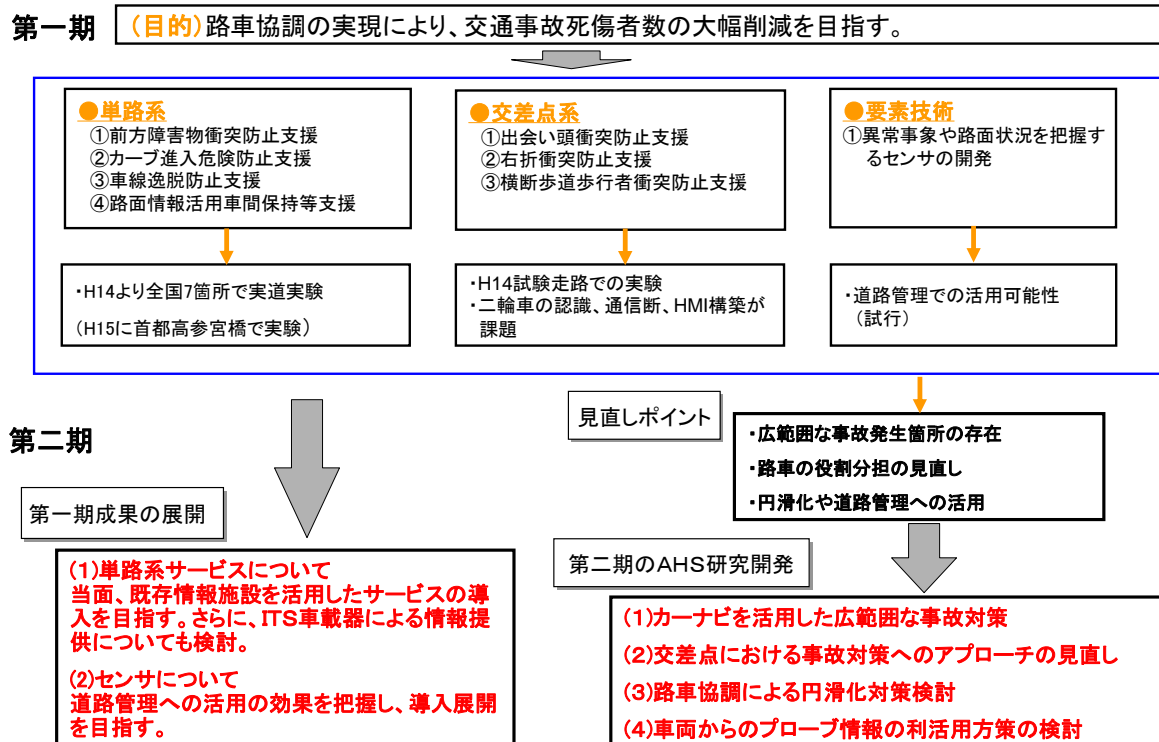 第一期
(目的)路車協調の実現により、交通事故死傷者数の大幅削減を目指す。
●単路系
①前方障害物衝突防止支援
②カーブ進入危険防止支援
③車線逸脱防止支援
④路面情報活用車間保持等支援
●交差点系
①出会い頭衝突防止支援
②右折衝突防止支援
③横断歩道歩行者衝突防止支援
●要素技術
①異常事象や路面状況を把握す
るセンサの開発
・H14より全国7箇所で実道実験
(H15に首都高参宮橋で実験)
・H14試験走路での実験
・二輪車の認識、通信断、HMI構築が
課題
・道路管理での活用可能性
(試行)
見直しポイント
・広範囲な事故発生箇所の存在
・路車の役割分担の見直し
・円滑化や道路管理への活用
第二期
第一期成果の展開
(1)単路系サービスについて
当面、既存情報施設を活用したサービスの導
入を目指す。さらに、ITS車載器による情報提
供についても検討。
(2)センサについて
道路管理への活用の効果を把握し、導入展開
を目指す。
第二期のAHS研究開発
(1)カーナビを活用した広範囲な事故対策
(2)交差点における事故対策へのアプローチの見直し
(3)路車協調による円滑化対策検討
(4)車両からのプローブ情報の利活用方策の検討